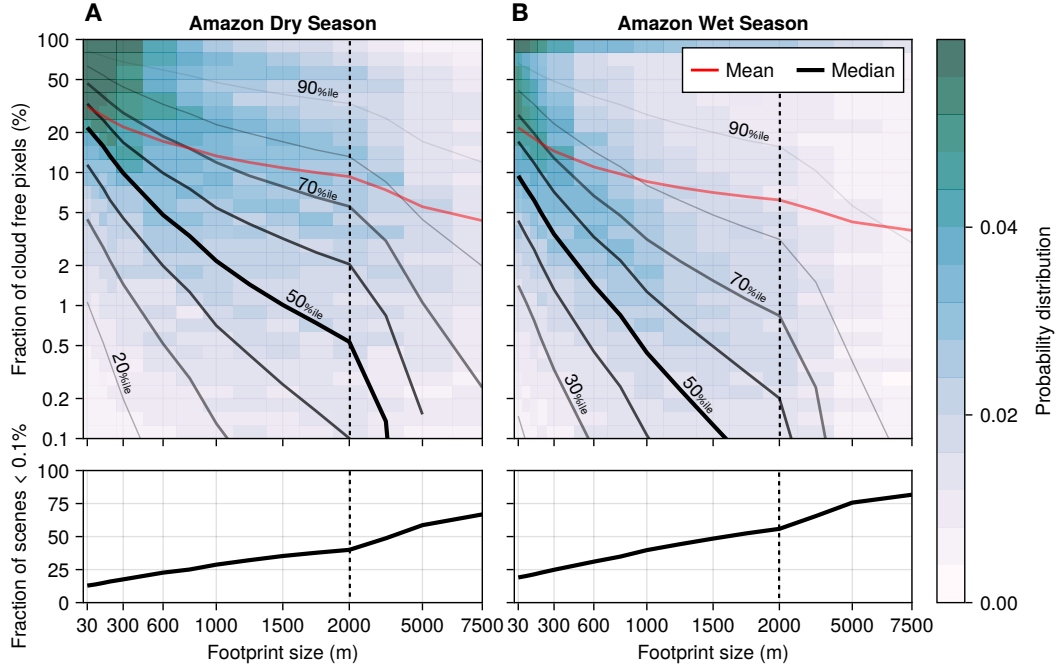 A
Amazon Dry Season
B
Amazon Wet Season
Fraction of cloud free pixels (%)
100
50
20
10
5
2
1
0.5
0.2
0.1
90%ile
70%ile
50%ile
20%ile
Mean
Median
90%ile
70%ile
50%ile
30%ile
0.04
0.02
0.00
Probability distribution
Fraction of scenes < 0.1%
100
75
50
25
0
30 300 600 1000 1500 2000 5000 7500
Footprint size (m)
30 300 600 1000 1500 2000 5000 7500
Footprint size (m)